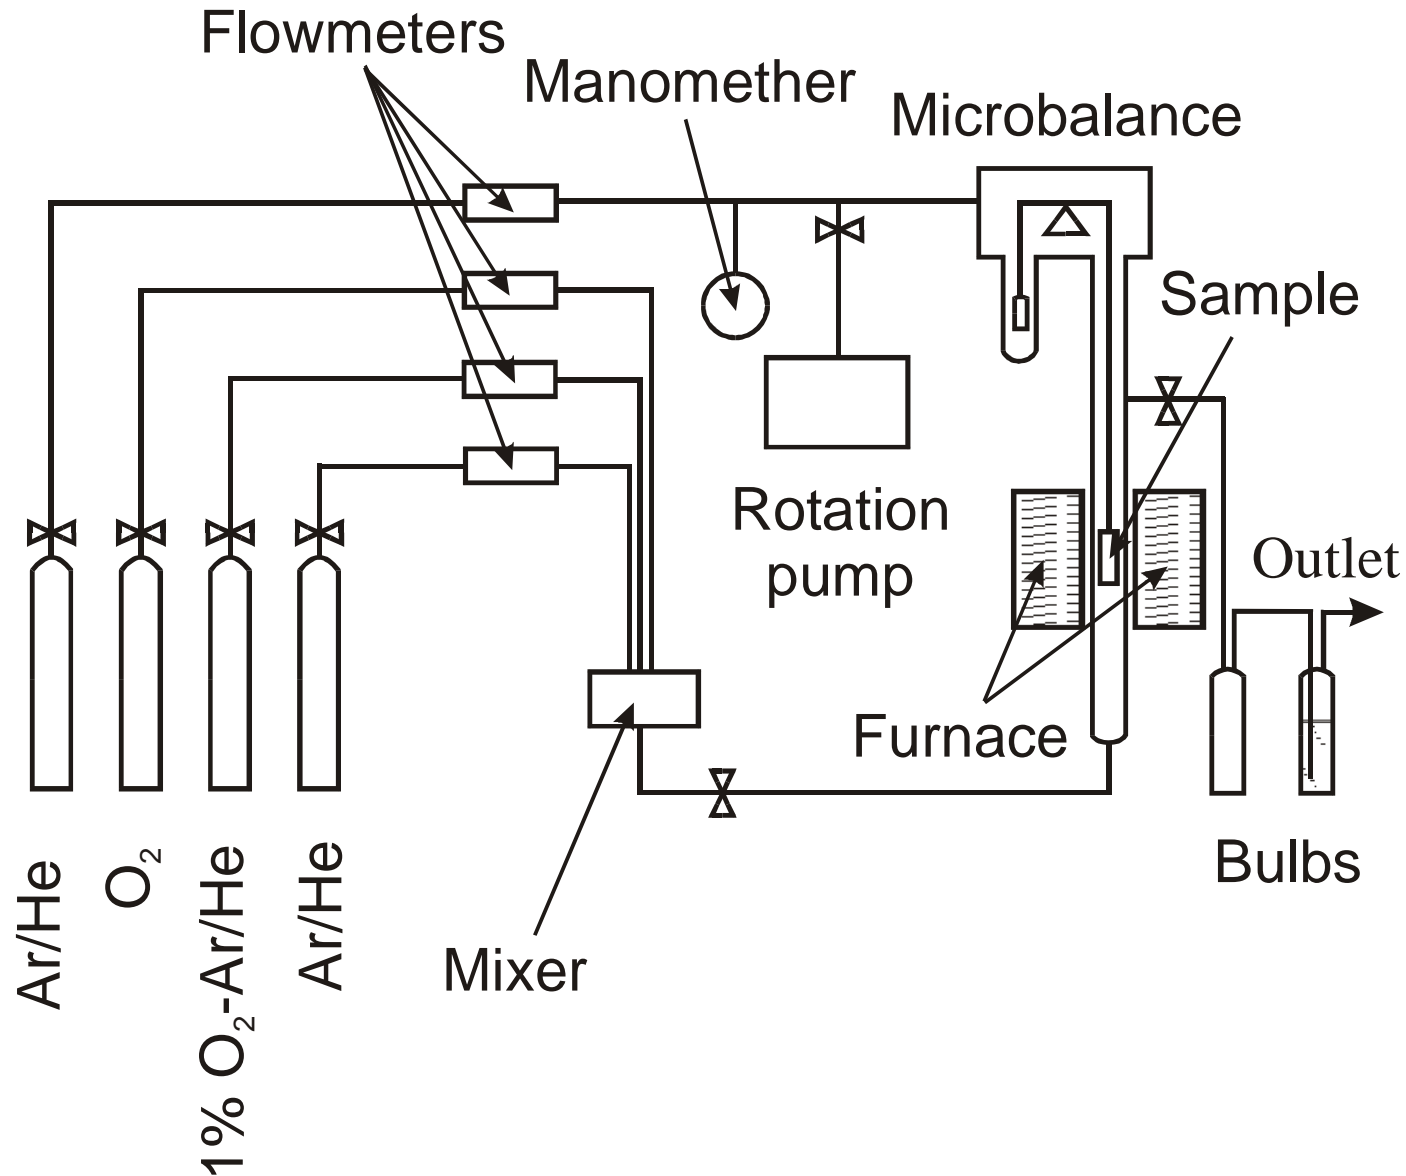 Flowmeters
Manomether
Microbalance
Sample
Rotation
pump
Outlet
Furnace
Bulbs
Mixer
Ar/He
O₂
1% O₂-Ar/He
Ar/He